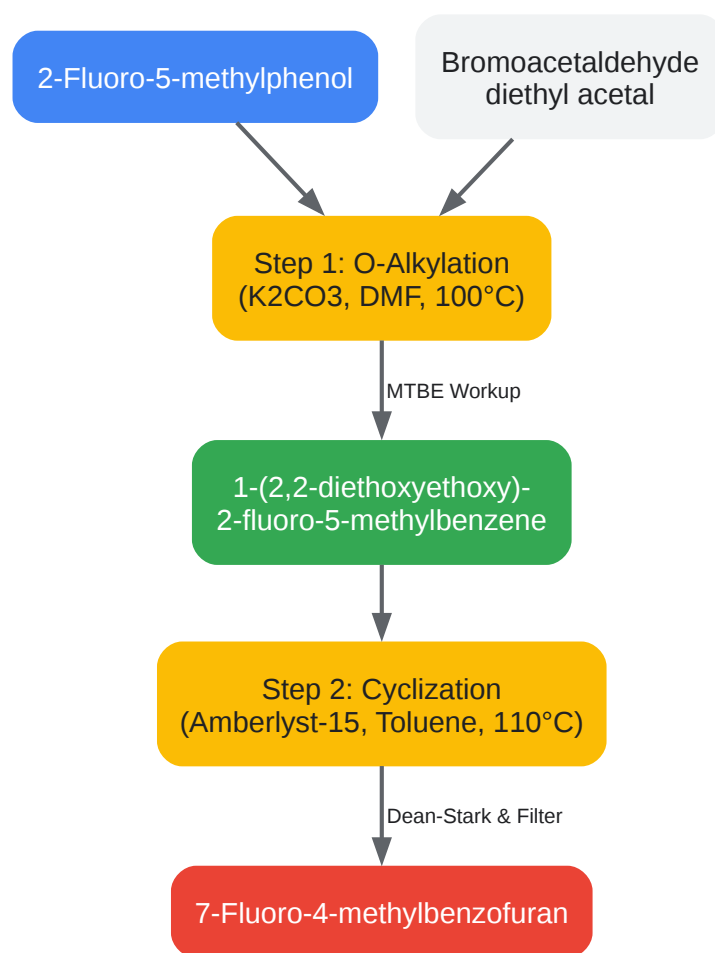 2-Fluoro-5-methylphenol
Bromoacetaldehyde
diethyl acetal
Step 1: O-Alkylation
(K2CO3, DMF, 100°C)
MTBE Workup
1-(2,2-diethoxyethoxy)-
2-fluoro-5-methylbenzene
Step 2: Cyclization
(Amberlyst-15, Toluene, 110°C)
Dean-Stark & Filter
7-Fluoro-4-methylbenzofuran